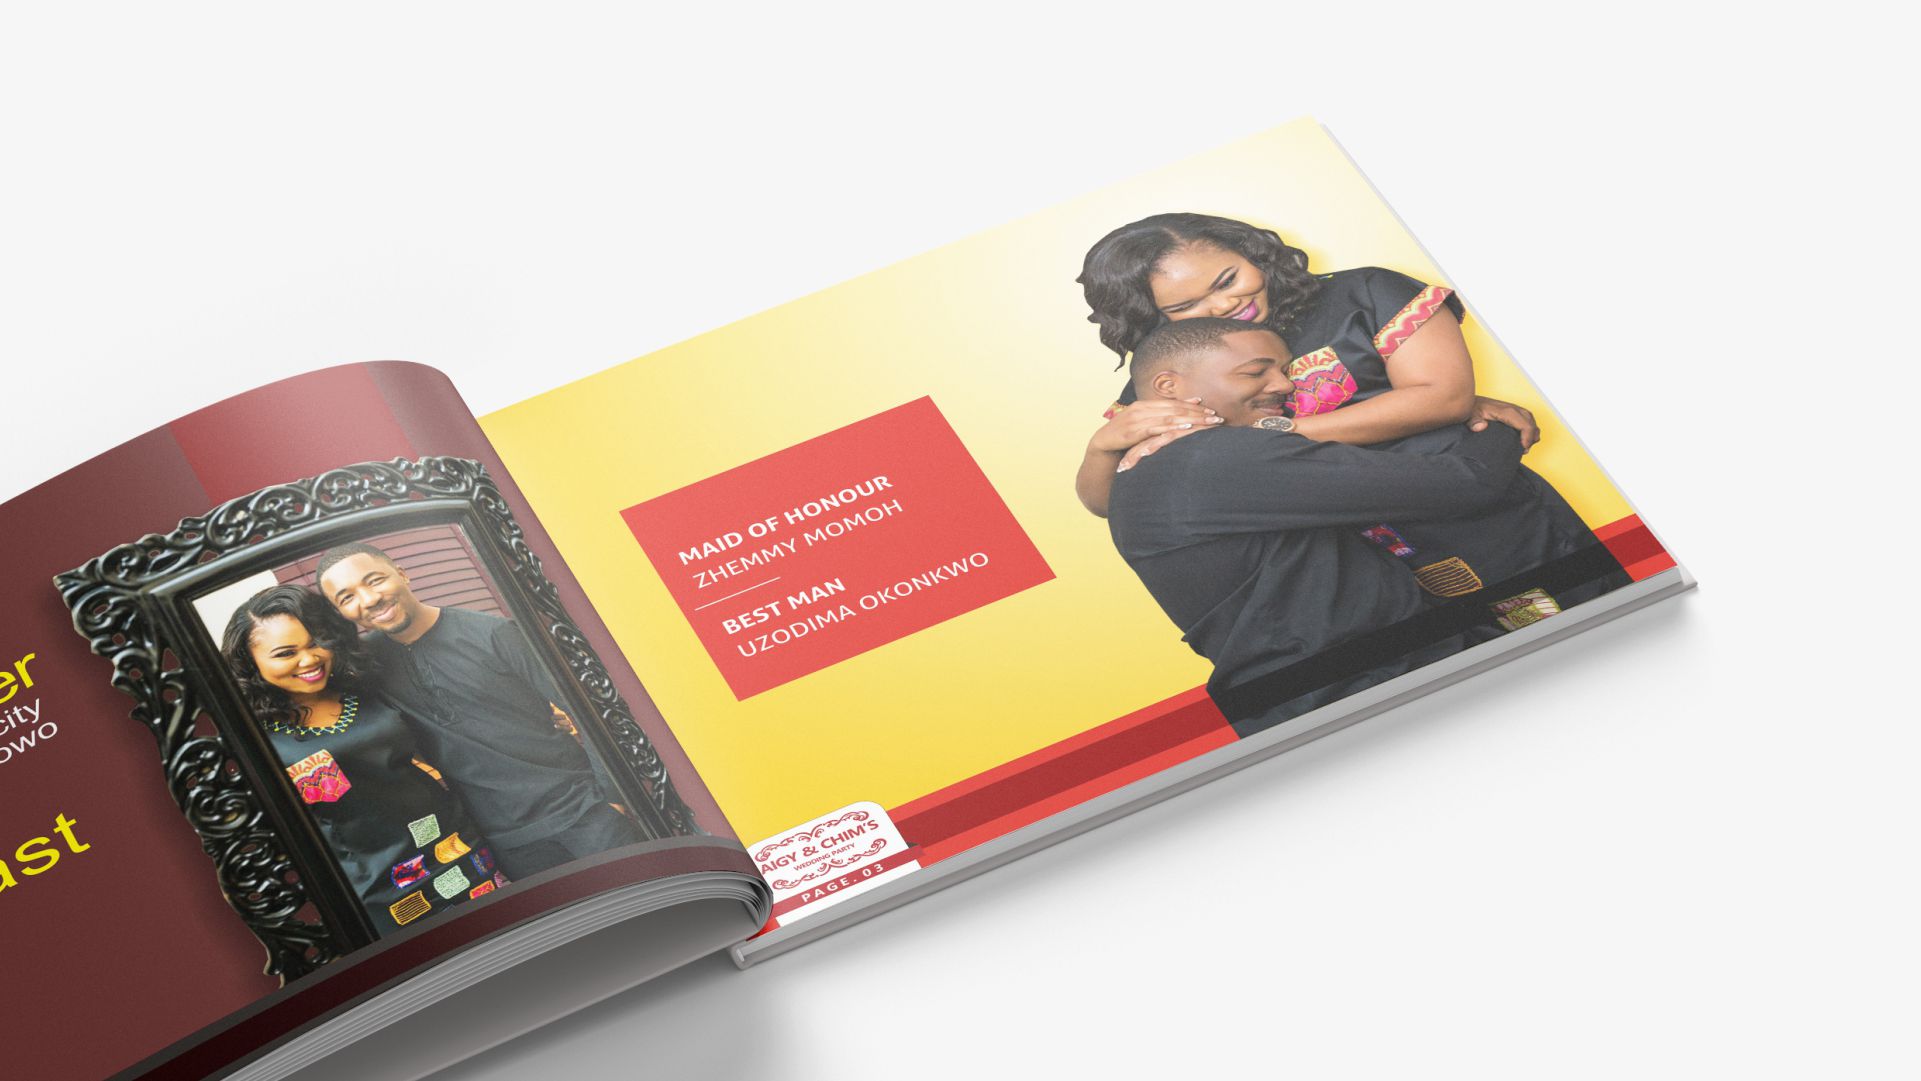 er
city
owo
ast
MAID OF HONOUR
ZHEMMY MOMOH
BEST MAN
UZODIMA OKONKWO
AIGY & CHIM'S
WEDDING PARTY
PAGE. 03